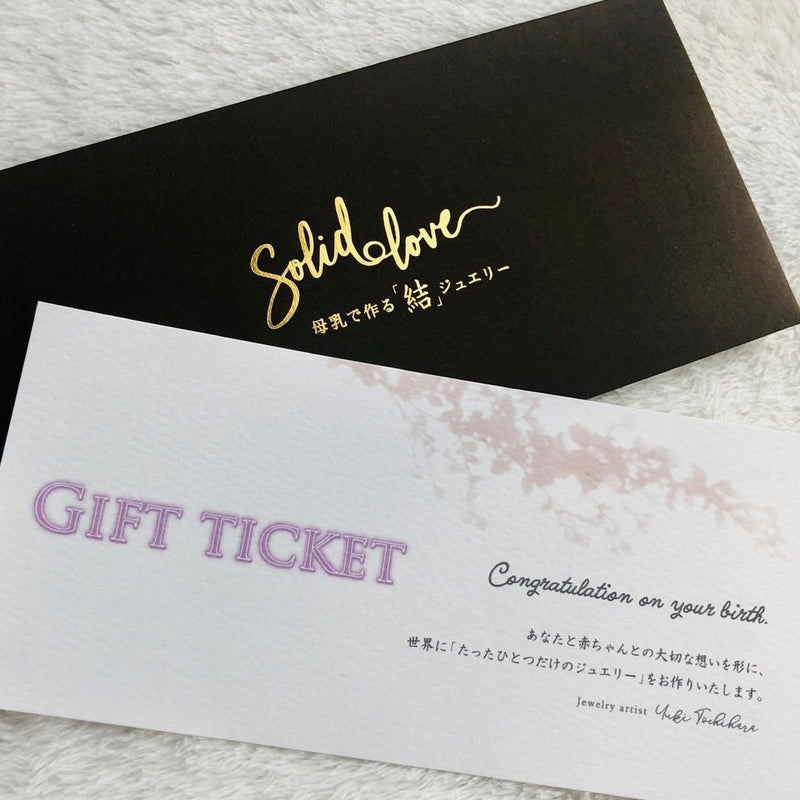 Solid love
母乳で作る「結」ジュエリー
GIFT TICKET
Congratulation on your birth.
あなたと赤ちゃんとの大切な想いを形に、
世界に「たったひとつだけのジュエリー」をお作りいたします。
Jewelry artist Yuki Tochihara